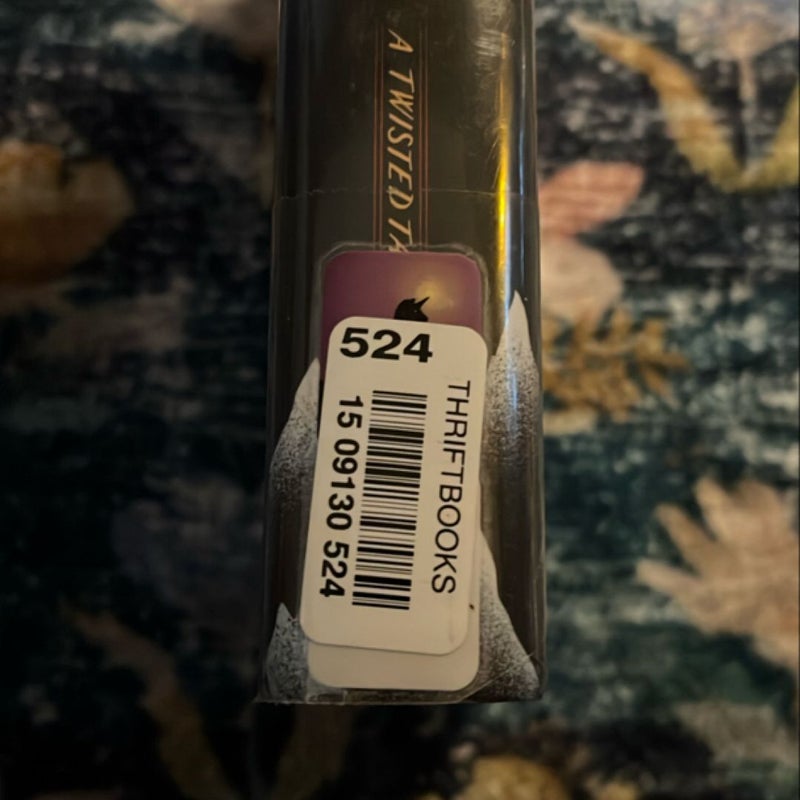 A TWISTED TA
524
THRIFTBOOKS
15 09130 524